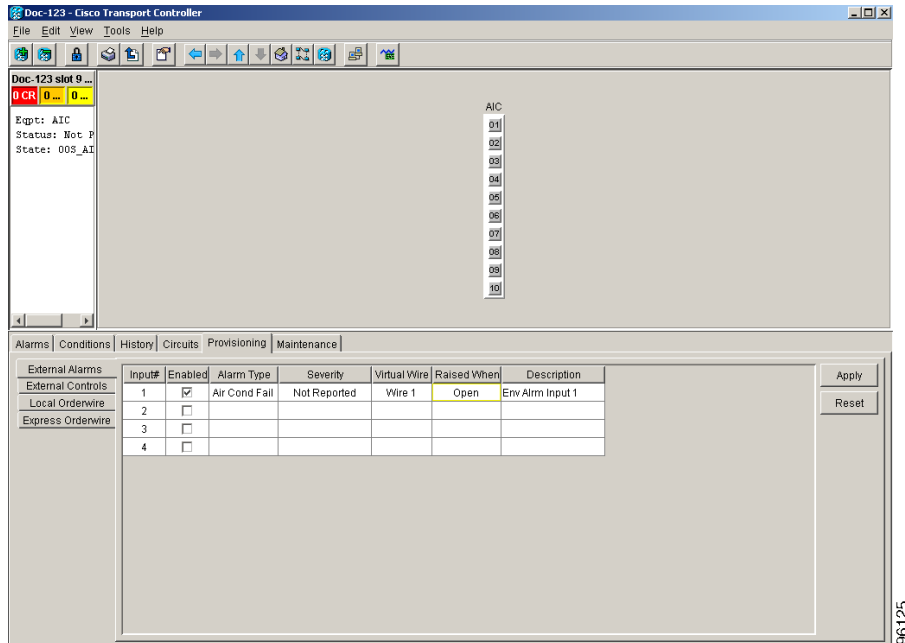 Doc-123 - Cisco Transport Controller
File Edit View Tools Help
Doc-123 slot 9 ...
0 CR 0 ... 0 ...
Eqpt: AIC
Status: Not P
State: OOS_AI
AIC
01
02
03
04
05
06
07
08
09
10
Alarms Conditions History Circuits Provisioning Maintenance
External Alarms
External Controls
Local Orderwire
Express Orderwire
Input# Enabled Alarm Type Severity Virtual Wire Raised When Description
1 Air Cond Fail Not Reported Wire 1 Open Env Alrm Input 1
2
3
4
Apply
Reset
96125